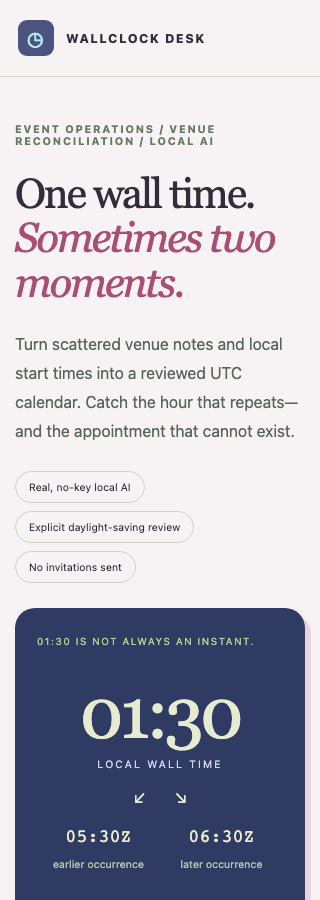 WALLCLOCK DESK
EVENT OPERATIONS / VENUE
RECONCILIATION / LOCAL AI
One wall time.
Sometimes two
moments.
Turn scattered venue notes and local
start times into a reviewed UTC
calendar. Catch the hour that repeats—
and the appointment that cannot exist.
Real, no-key local AI
Explicit daylight-saving review
No invitations sent
01:30 IS NOT ALWAYS AN INSTANT.
01:30
LOCAL WALL TIME
↙ ↘
05:30Z 06:30Z
earlier occurrence later occurrence